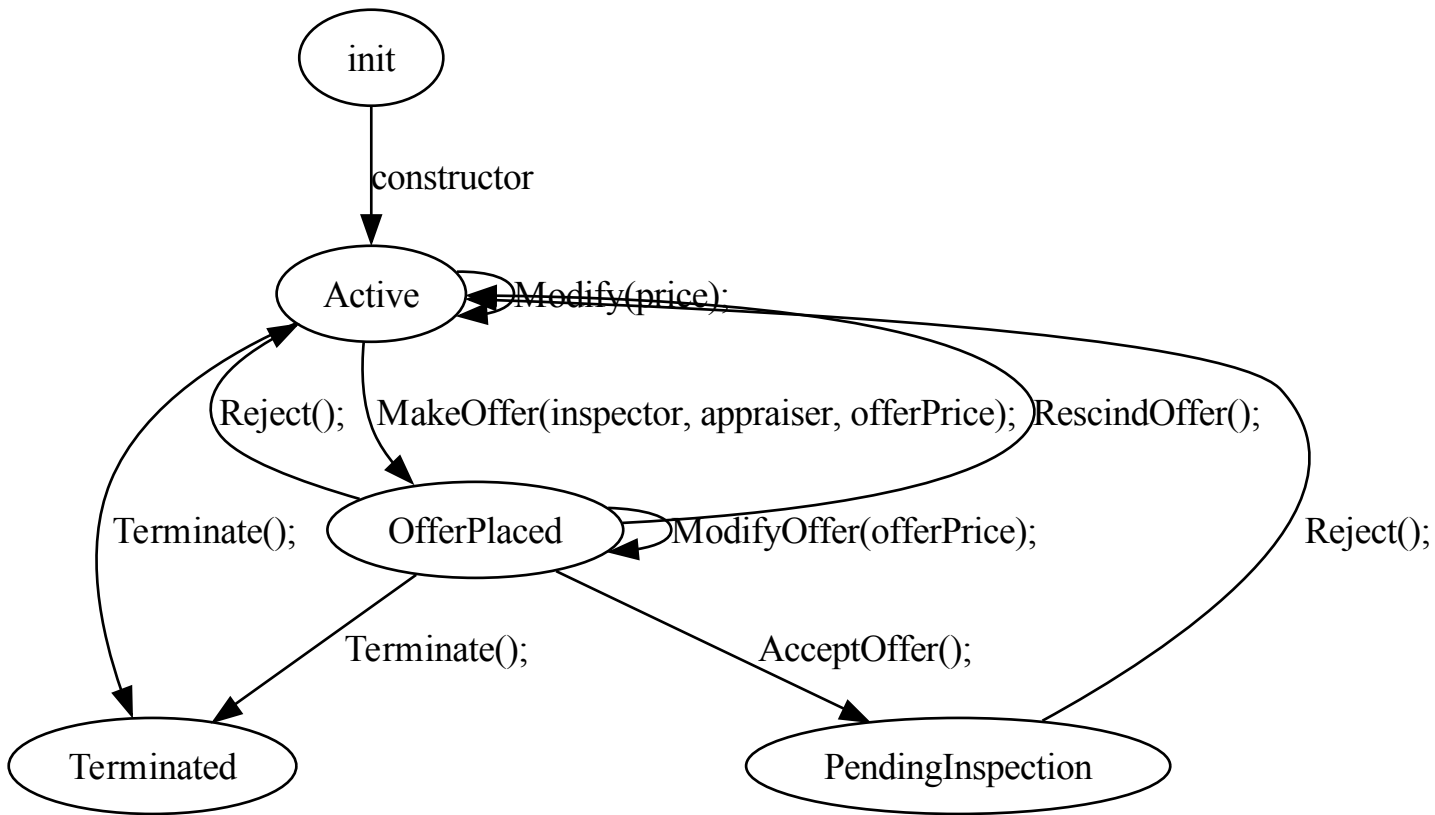 init
constructor
Active
Modify(price);
Reject();
MakeOffer(inspector, appraiser, offerPrice);
RescindOffer();
Terminate();
OfferPlaced
ModifyOffer(offerPrice);
Reject();
Terminate();
AcceptOffer();
Terminated
PendingInspection